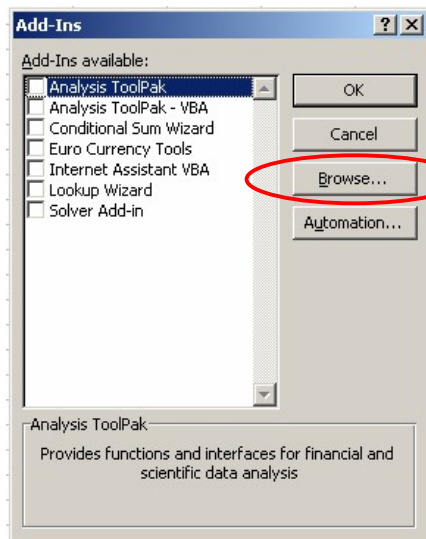 Add-Ins
Add-Ins available:
Analysis ToolPak
Analysis ToolPak - VBA
Conditional Sum Wizard
Euro Currency Tools
Internet Assistant VBA
Lookup Wizard
Solver Add-in
OK
Cancel
Browse...
Automation...
Analysis ToolPak
Provides functions and interfaces for financial and
scientific data analysis